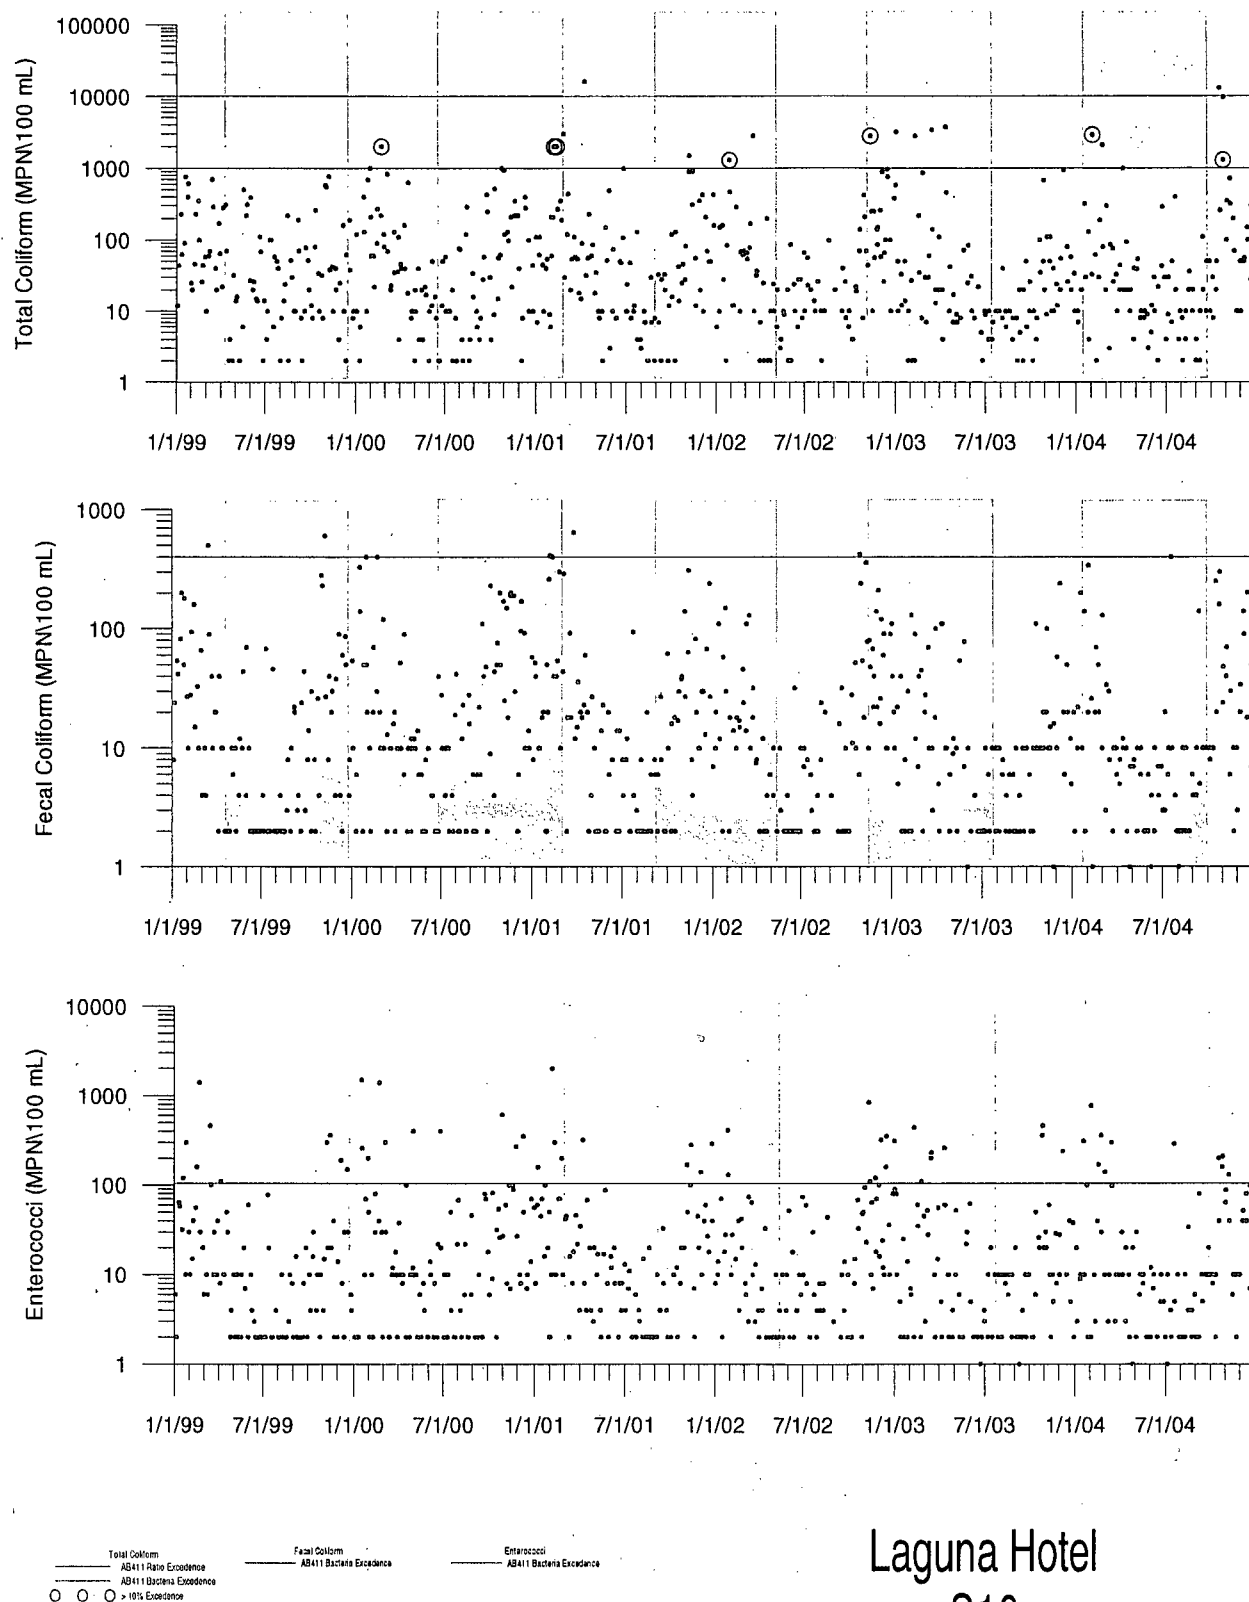 100000
10000
1000
100
10
1
Total Coliform (MPN\100 mL)
1/1/99 7/1/99 1/1/00 7/1/00 1/1/01 7/1/01 1/1/02 7/1/02 1/1/03 7/1/03 1/1/04 7/1/04
1000
100
10
1
Fecal Coliform (MPN\100 mL)
1/1/99 7/1/99 1/1/00 7/1/00 1/1/01 7/1/01 1/1/02 7/1/02 1/1/03 7/1/03 1/1/04 7/1/04
10000
1000
100
10
1
Enterococci (MPN\100 mL)
1/1/99 7/1/99 1/1/00 7/1/00 1/1/01 7/1/01 1/1/02 7/1/02 1/1/03 7/1/03 1/1/04 7/1/04
Total Coliform
AB411 Ratio Excedence
AB411 Bacteria Excedence
> 10% Excedence
Fecal Coliform
AB411 Bacteria Excedence
Enterococci
AB411 Bacteria Excedence
Laguna Hotel